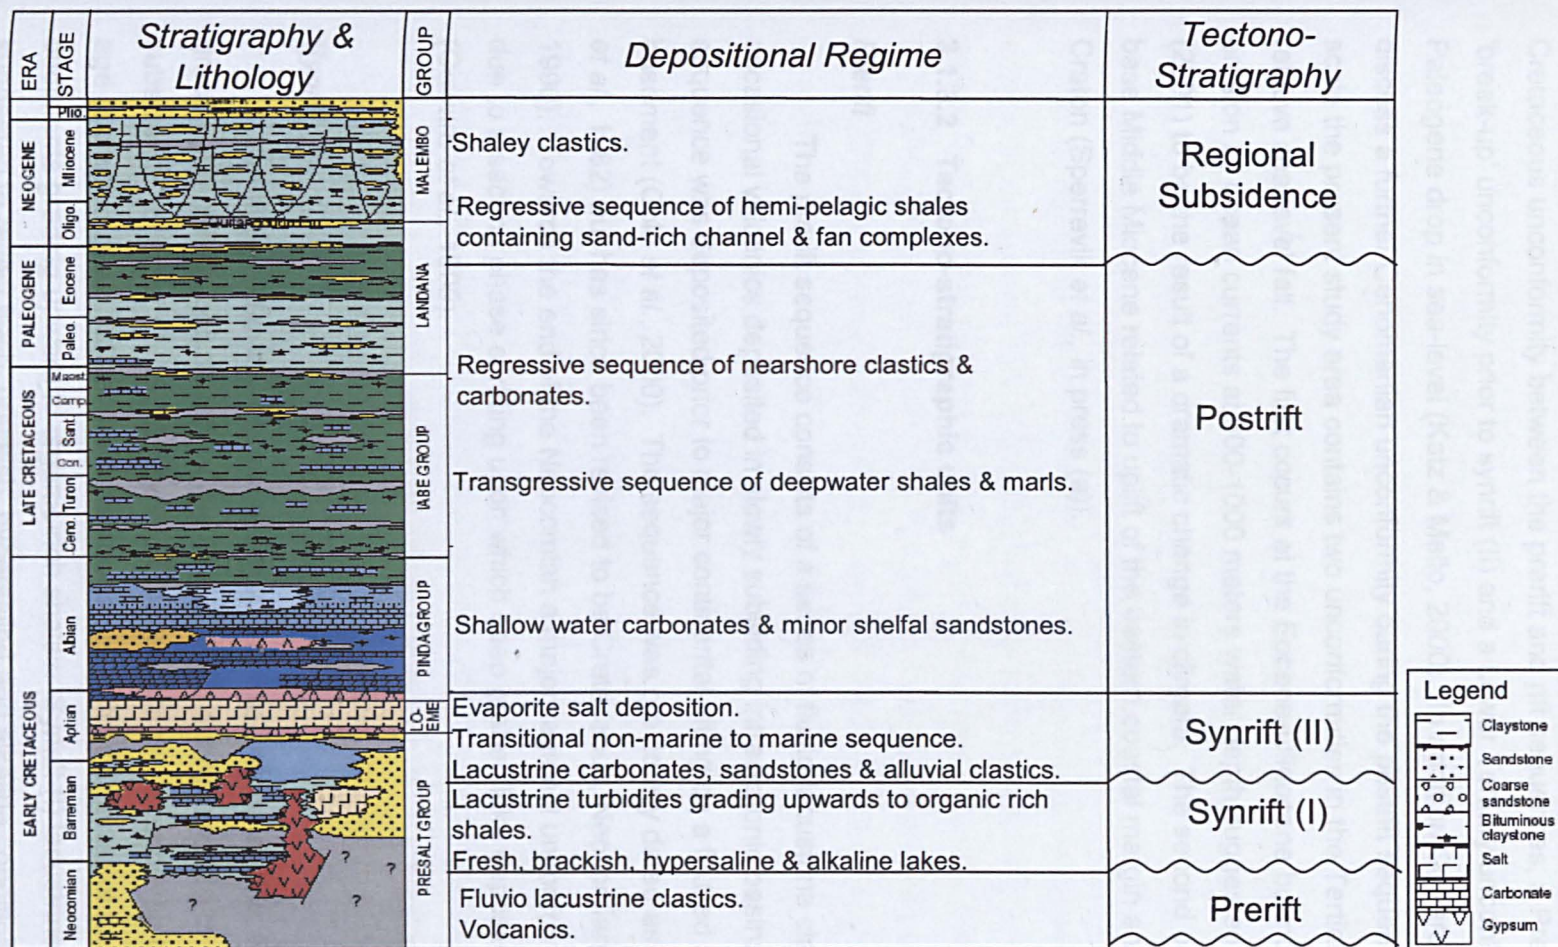 ERA
STAGE
Stratigraphy &
Lithology
GROUP
Depositional Regime
Tectono-
Stratigraphy
NEOGENE
PALEOGENE
LATE CRETACEOUS
EARLY CRETACEOUS
Plio.
Miocene
Oligo.
Eocene
Paleo.
Maast.
Camp.
Sant.
Con.
Turon.
Ceno.
Albian
Aptian
Barremian
Neocomian
?
?
?
?
MALEMBO
LANDANA
IABE GROUP
PINDA GROUP
LO-
EME
PRESALT GROUP
Shaley clastics.
Regressive sequence of hemi-pelagic shales
containing sand-rich channel & fan complexes.
Regressive sequence of nearshore clastics &
carbonates.
Transgressive sequence of deepwater shales & marls.
Shallow water carbonates & minor shelfal sandstones.
Evaporite salt deposition.
Transitional non-marine to marine sequence.
Lacustrine carbonates, sandstones & alluvial clastics.
Lacustrine turbidites grading upwards to organic rich
shales.
Fresh, brackish, hypersaline & alkaline lakes.
Fluvio lacustrine clastics.
Volcanics.
Regional
Subsidence
Postrift
Synrift (II)
Synrift (I)
Prerift
Legend
Claystone
Sandstone
Coarse
sandstone
Bituminous
claystone
Salt
Carbonate
Gypsum